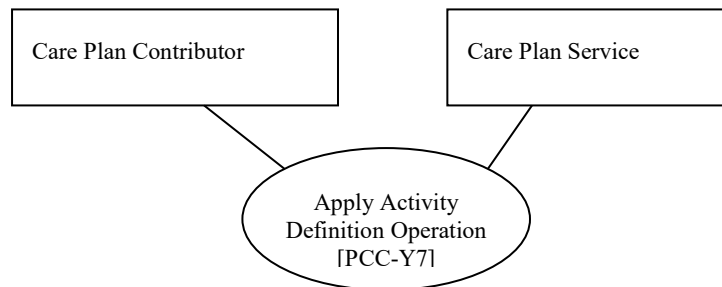 Care Plan Contributor
Care Plan Service
Apply Activity
Definition Operation
[PCC-Y7]